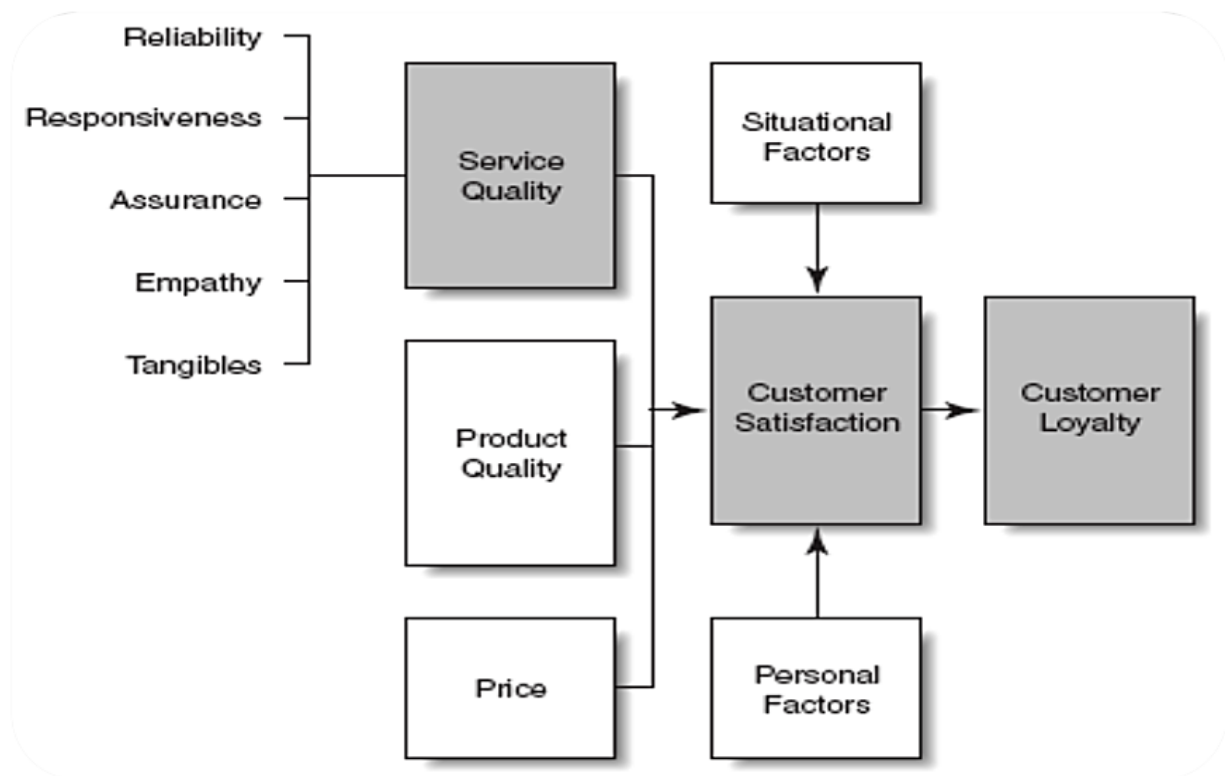 Reliability
Responsiveness
Assurance
Empathy
Tangibles
Service
Quality
Product
Quality
Price
Situational
Factors
Customer
Satisfaction
Personal
Factors
Customer
Loyalty